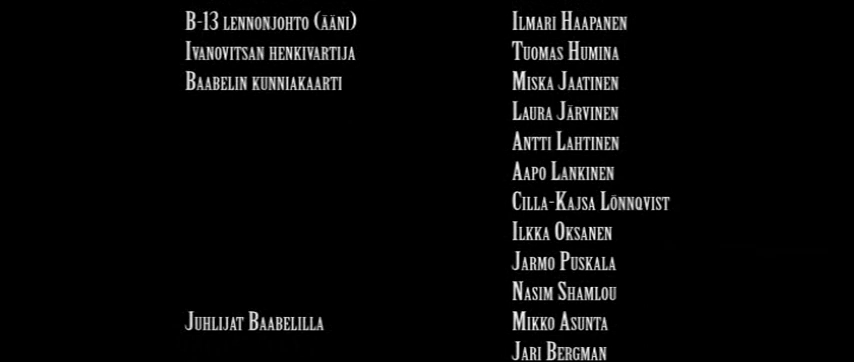 B-13 lennonjohto (ääni) Ilmari Haapanen
Ivanovitsan henkivartija Tuomas Humina
Baabelin kunniakaarti Miska Jaatinen
Laura Järvinen
Antti Lahtinen
Aapo Lankinen
Cilla-Kajsa Lönnqvist
Ilkka Oksanen
Jarmo Puskala
Nasim Shamlou
Juhlijat Baabelilla Mikko Asunta
Jari Bergman